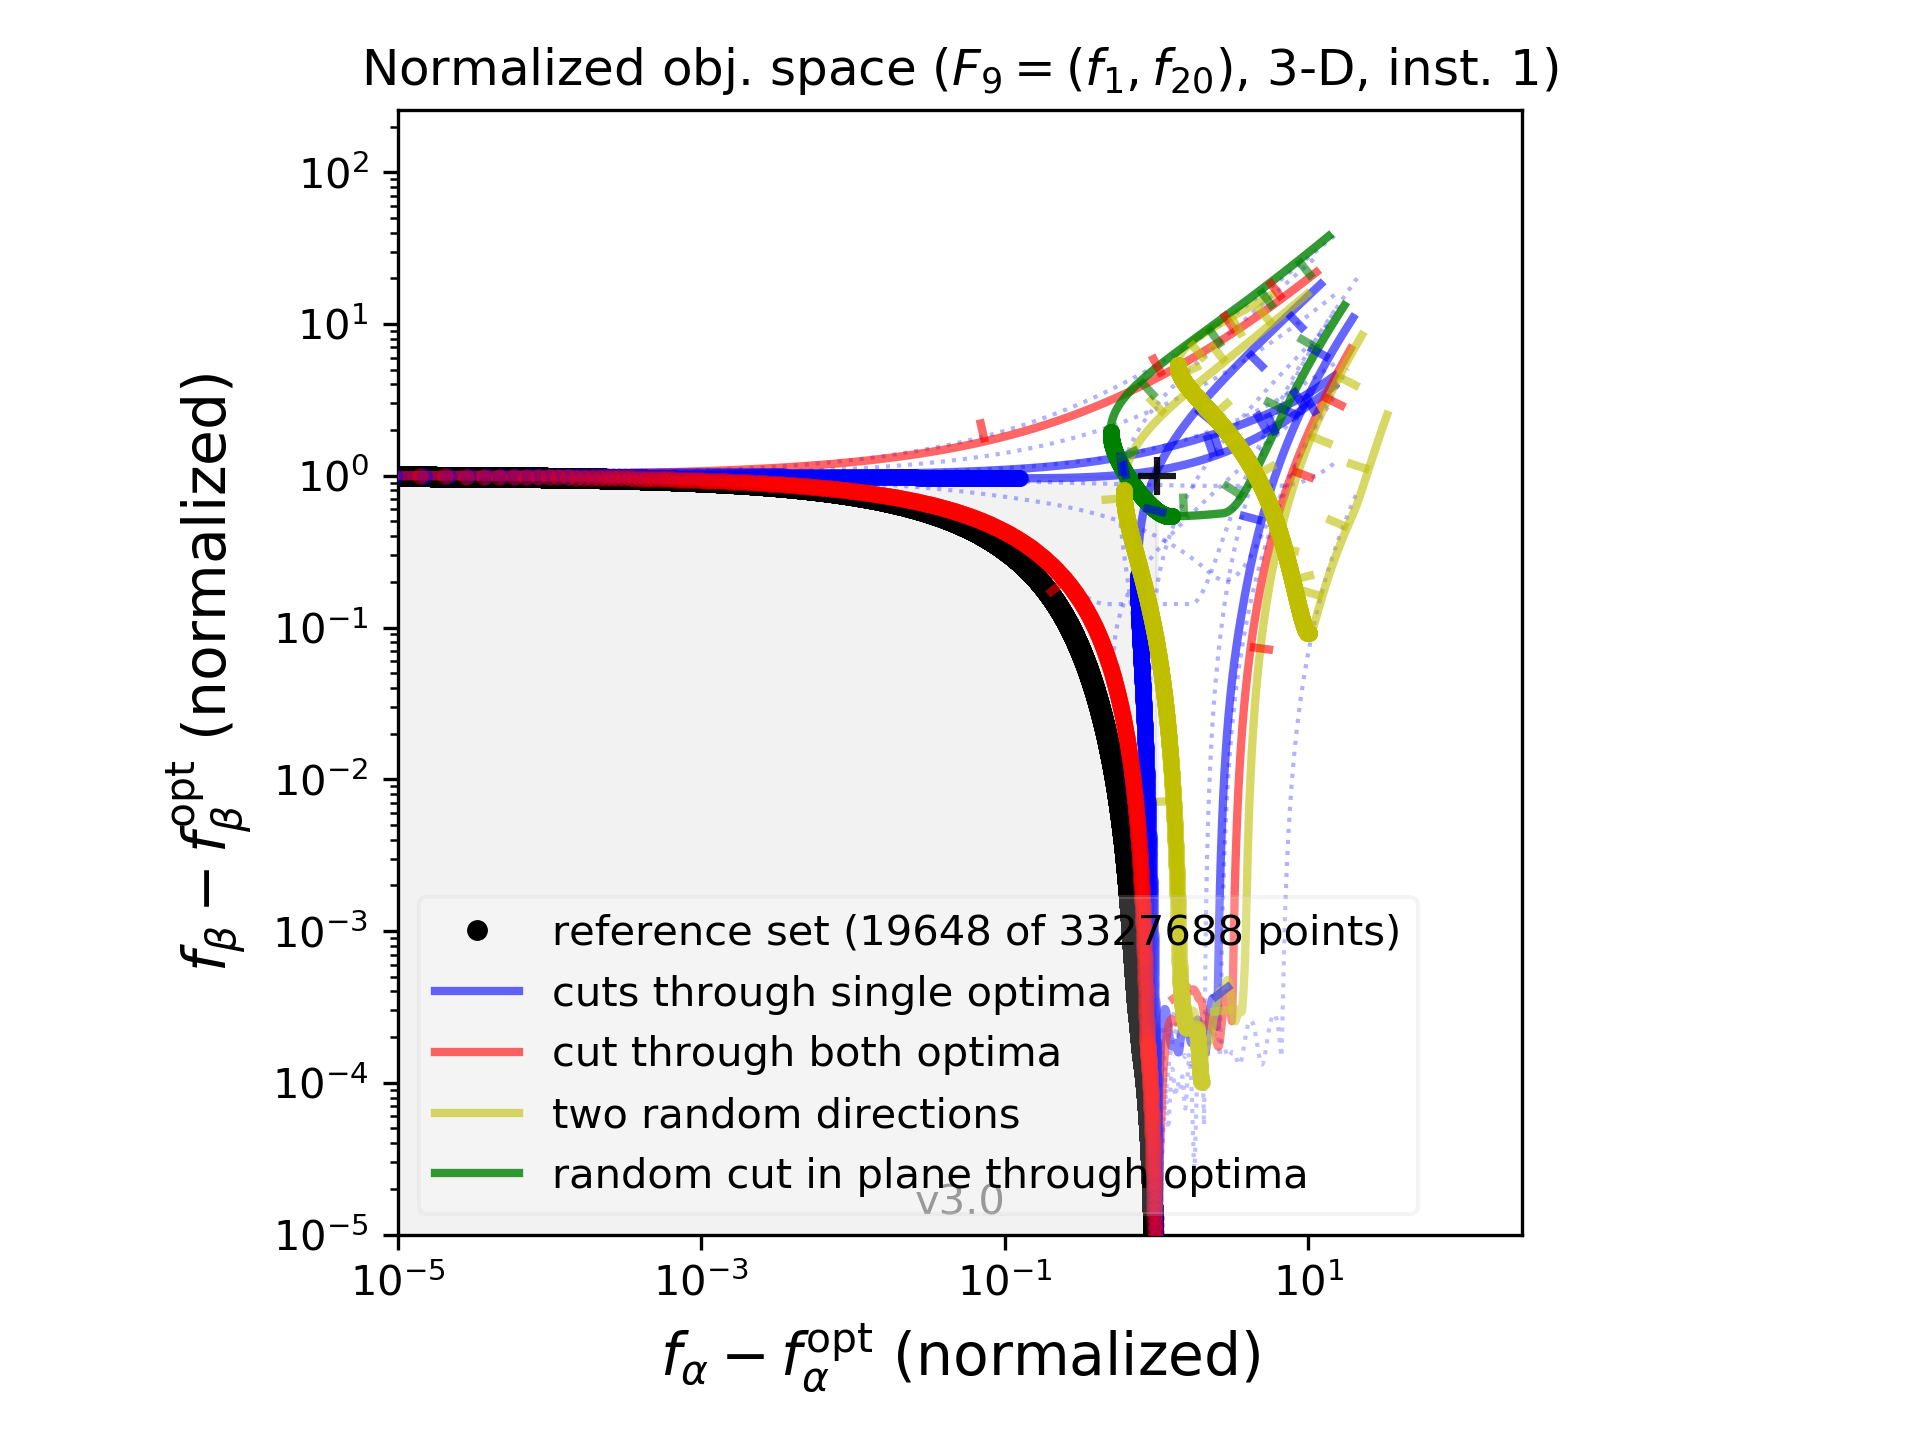 Normalized obj. space (F₉ = (f₁, f₂₀), 3-D, inst. 1)
10²
10¹
10⁰
10⁻¹
10⁻²
10⁻³
10⁻⁴
10⁻⁵
f_β − f_β^opt (normalized)
reference set (19648 of 3327688 points)
cuts through single optima
cut through both optima
two random directions
random cut in plane through optima
v3.0
10⁻⁵ 10⁻³ 10⁻¹ 10¹
f_α − f_α^opt (normalized)